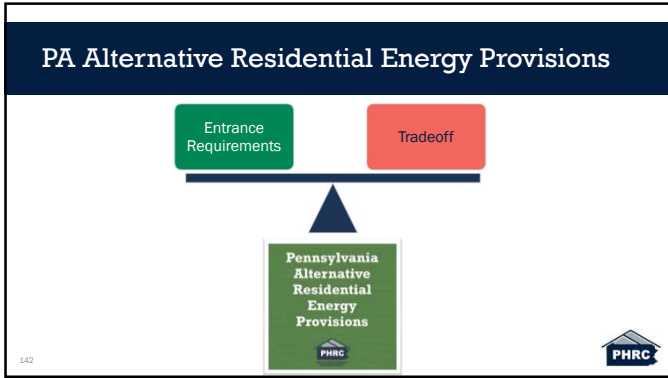 PA Alternative Residential Energy Provisions
Entrance
Requirements
Tradeoff
Pennsylvania
Alternative
Residential
Energy
Provisions
PHRC
142
PHRC